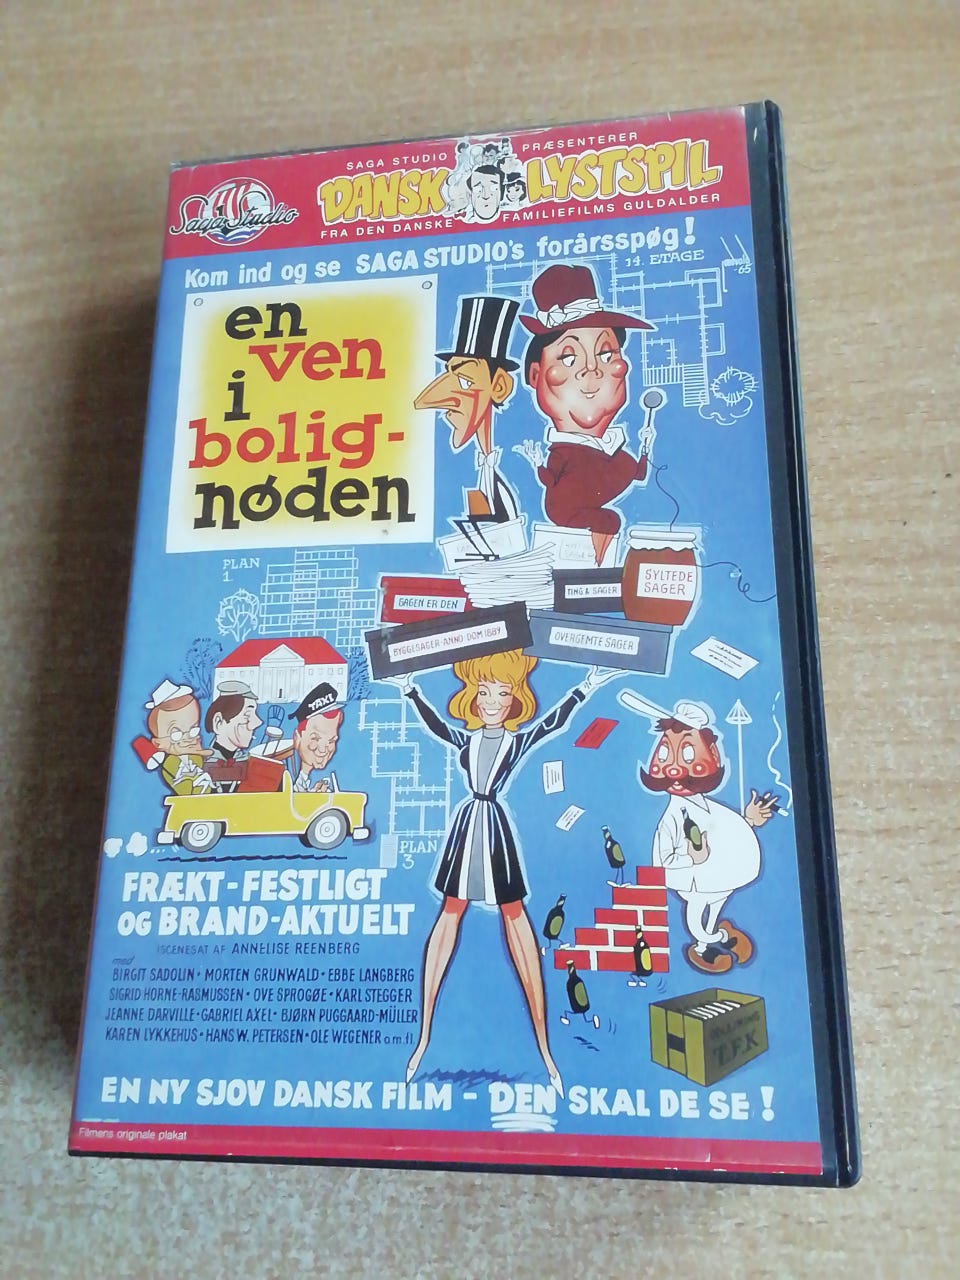 SAGA STUDIO PRÆSENTERER
DANSK LYSTSPIL
FRA DEN DANSKE FAMILIEFILMS GULDALDER
Saga Studio
Kom ind og se SAGA STUDIO's forårsspøg!
14. ETAGE
65
en
ven
i
bolig-
nøden
PLAN
1.
SAGEN ER DEN
TING & SAGER
SYLTEDE
SAGER
BYGGESAGER ANNO DOM 1889
OVERGEMTE SAGER
TAXI
PLAN
3
FRÆKT-FESTLIGT
OG BRAND-AKTUELT
ISCENESAT AF ANNELISE REENBERG
med
BIRGIT SADOLIN · MORTEN GRUNWALD · EBBE LANGBERG
SIGRID HORNE-RASMUSSEN · OVE SPROGØE · KARL STEGGER
JEANNE DARVILLE · GABRIEL AXEL · BJØRN PUGGAARD-MÜLLER
KAREN LYKKEHUS · HANS W. PETERSEN · OLE WEGENER o.m.fl.
T.F.K
EN NY SJOV DANSK FILM - DEN SKAL DE SE!
Filmens originale plakat